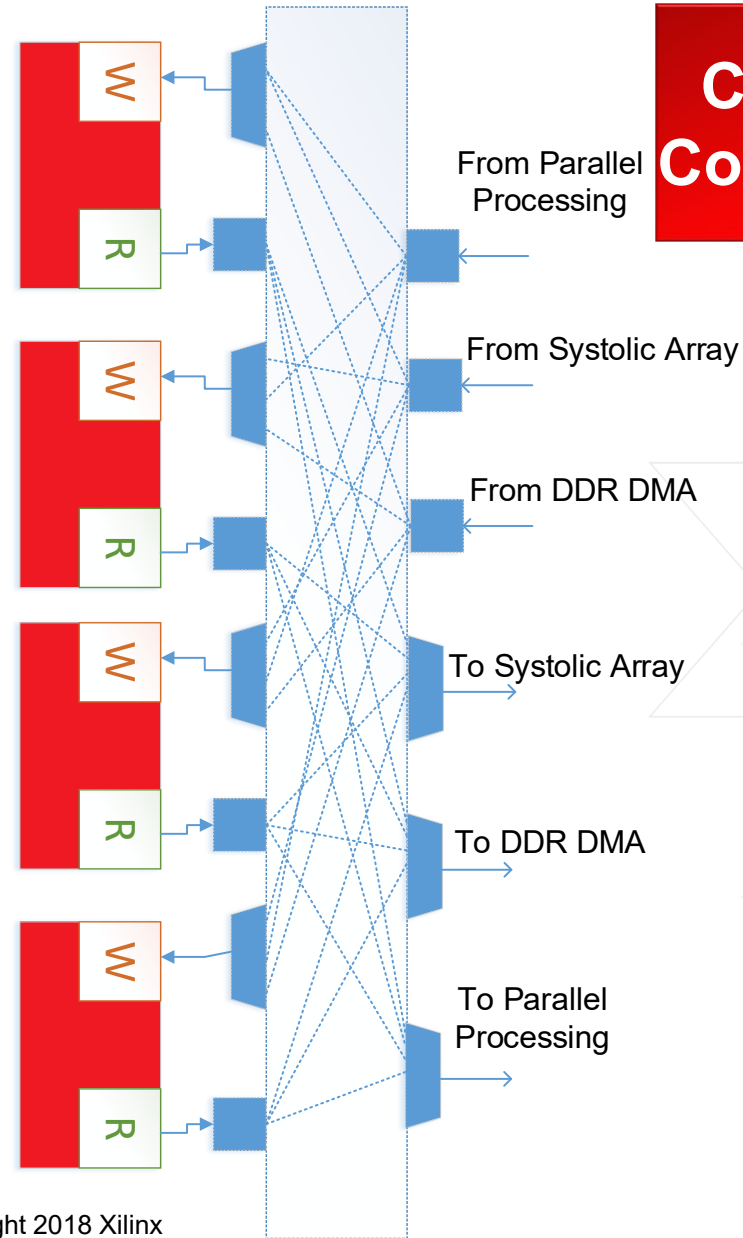 W
R
W
R
W
R
W
R
From Parallel
Processing
From Systolic Array
From DDR DMA
To Systolic Array
To DDR DMA
To Parallel
Processing
C
Co
ght 2018 Xilinx